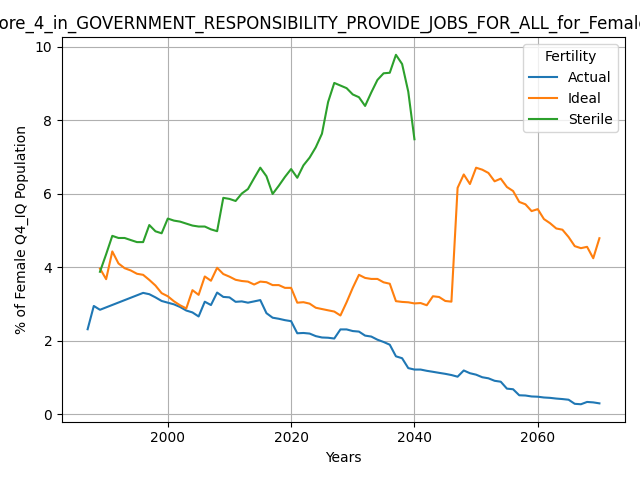 ore_4_in_GOVERNMENT_RESPONSIBILITY_PROVIDE_JOBS_FOR_ALL_for_Female
% of Female Q4_IQ Population
10
8
6
4
2
0
Fertility
Actual
Ideal
Sterile
2000
2020
2040
2060
Years